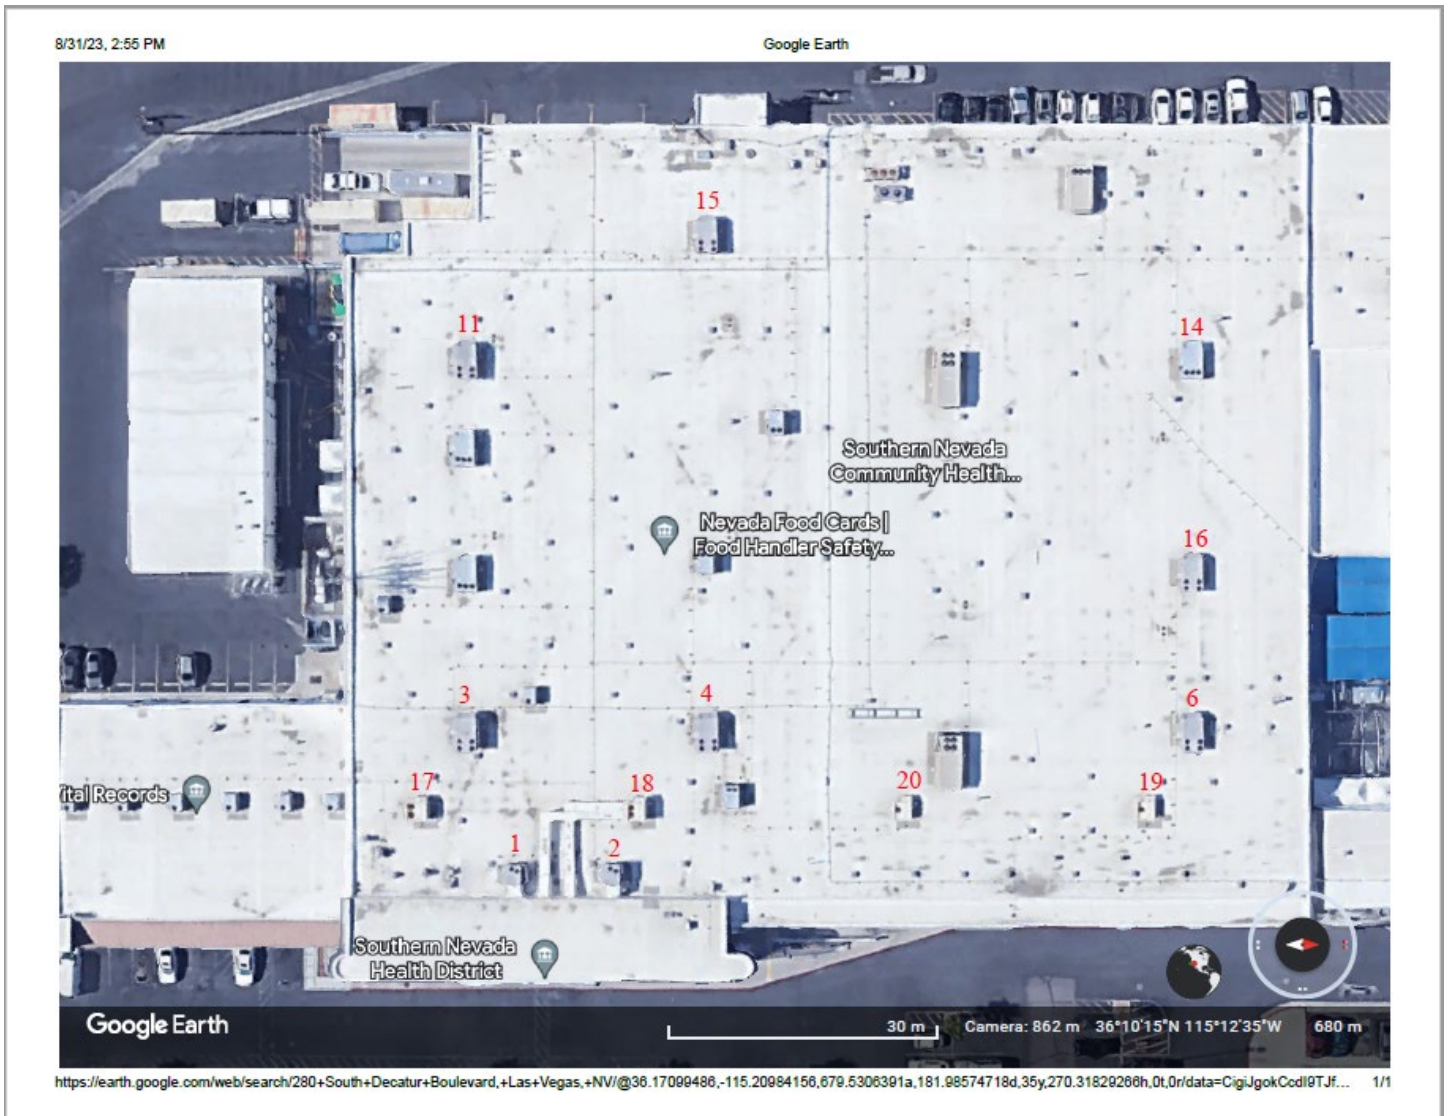 8/31/23, 2:55 PM
Google Earth
15
11
14
Southern Nevada
Community Health...
Nevada Food Cards |
Food Handler Safety...
16
3
4
6
17
18
20
19
Vital Records
1
2
Southern Nevada
Health District
Google Earth
30 m
Camera: 862 m 36°10'15"N 115°12'35"W 680 m
https://earth.google.com/web/search/280+South+Decatur+Boulevard,+Las+Vegas,+NV/@36.17099486,-115.20984156,679.5306391a,181.98574718d,35y,270.31829266h,0t,0r/data=CigiJgokCcdI9TJf... 1/1